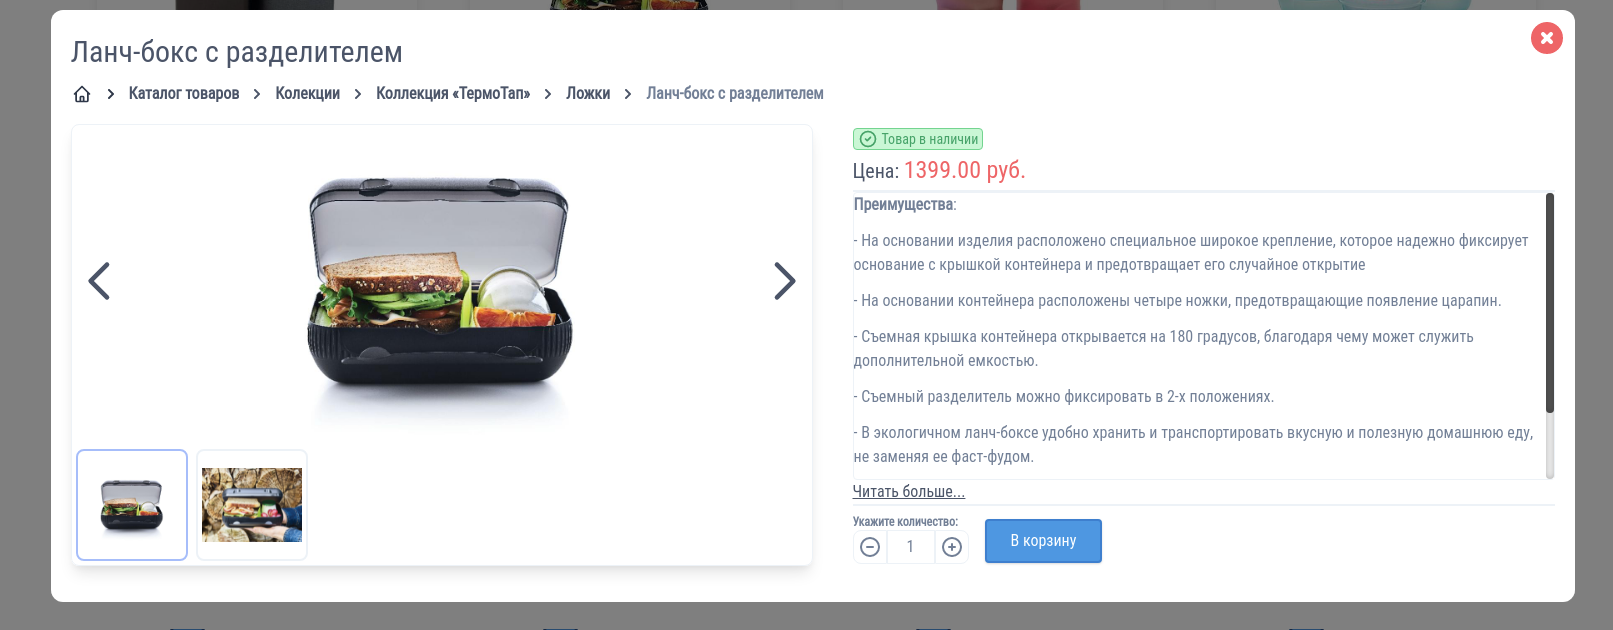 Ланч-бокс с разделителем
Каталог товаров
Колекции
Коллекция «ТермоТап»
Ложки
Ланч-бокс с разделителем
Товар в наличии
Цена: 1399.00 руб.
Преимущества:
- На основании изделия расположено специальное широкое крепление, которое надежно фиксирует
основание с крышкой контейнера и предотвращает его случайное открытие
- На основании контейнера расположены четыре ножки, предотвращающие появление царапин.
- Съемная крышка контейнера открывается на 180 градусов, благодаря чему может служить
дополнительной емкостью.
- Съемный разделитель можно фиксировать в 2-х положениях.
- В экологичном ланч-боксе удобно хранить и транспортировать вкусную и полезную домашнюю еду,
не заменяя ее фаст-фудом.
Читать больше...
Укажите количество:
1
В корзину